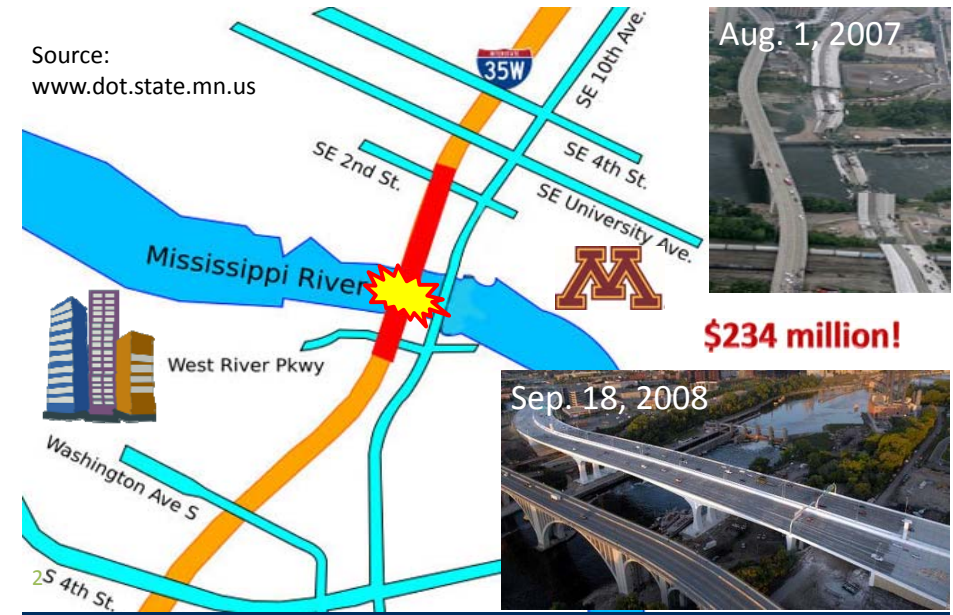 Source:
www.dot.state.mn.us
Aug. 1, 2007
INTERSTATE
35W
SE 10th Ave.
SE 4th St.
SE 2nd St.
SE University Ave.
Mississippi River
M
$234 million!
West River Pkwy
Sep. 18, 2008
Washington Ave S
2
S 4th St.